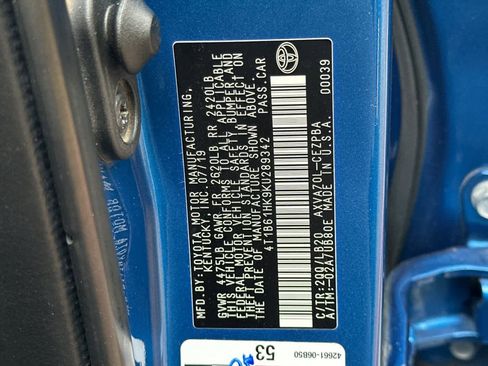 MFD.BY:TOYOTA MOTOR MANUFACTURING,
KENTUCKY, INC. 07/19
GVWR 4475LB GAWR FR 2620LB RR 2420LB
THIS VEHICLE CONFORMS TO ALL APPLICABLE
FEDERAL MOTOR VEHICLE SAFETY, BUMPER, AND
THEFT PREVENTION STANDARDS IN EFFECT ON
THE DATE OF MANUFACTURE SHOWN ABOVE.
4T1B61HK9KU289342 PASS.CAR
C/TR:200/LB20 AXVA70L-CEZPBA
A/TM:-02A/UB80E MADE IN U.S.A. 00039
42661-06B50
53